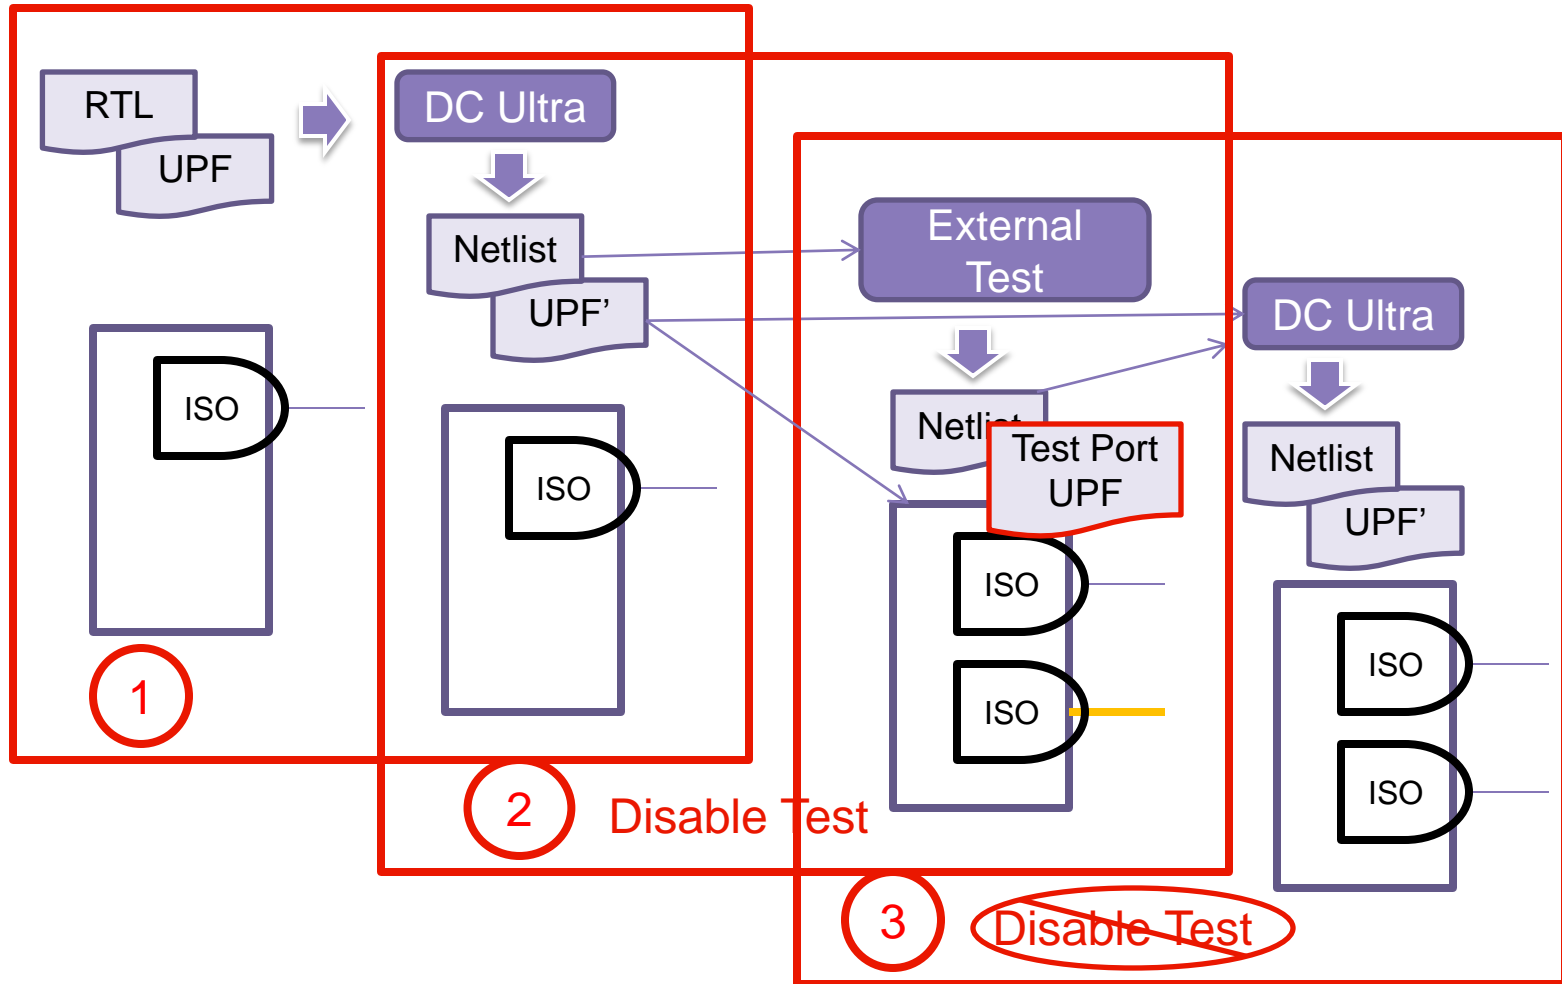 RTL
UPF
DC Ultra
Netlist
UPF’
ISO
ISO
1
2
Disable Test
External
Test
Netlist
Test Port
UPF
ISO
ISO
DC Ultra
Netlist
UPF’
ISO
ISO
3
Disable Test